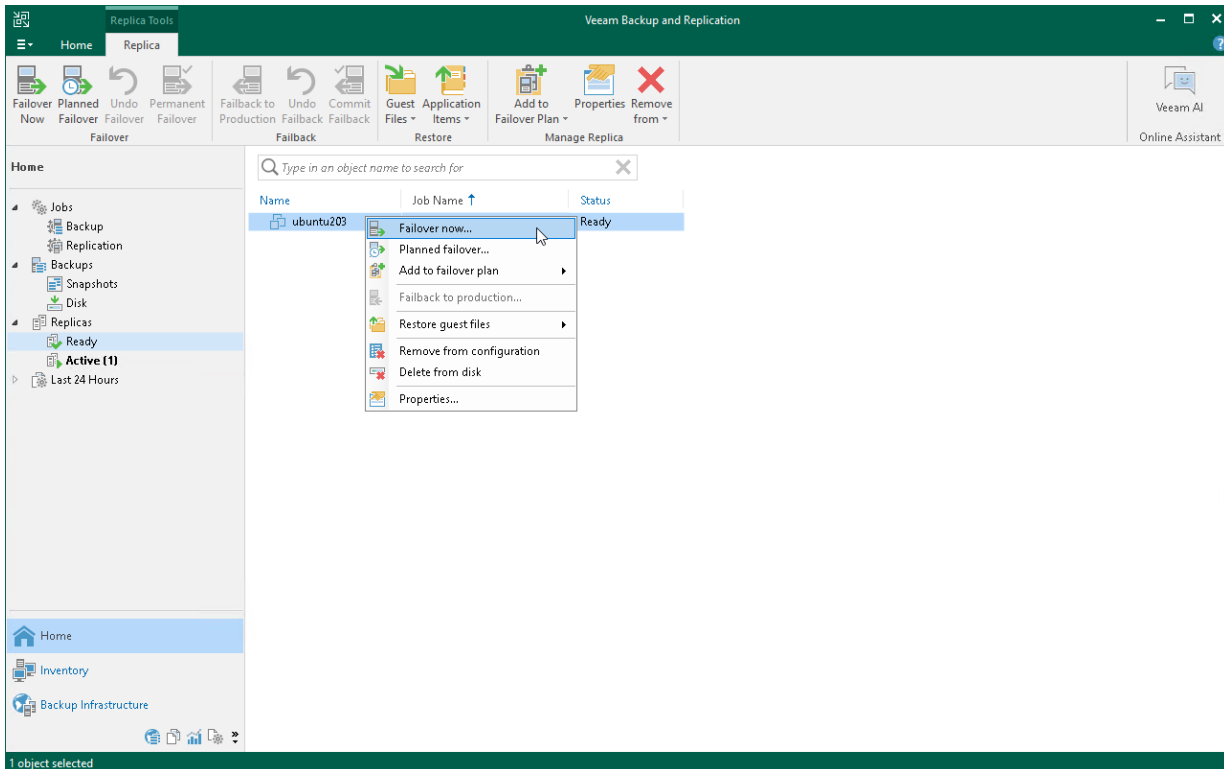 Replica Tools
Veeam Backup and Replication
Home Replica
Failover Now
Planned Failover
Undo Failover
Permanent Failover
Failover
Failback to Production
Undo Failback
Commit Failback
Failback
Guest Files
Application Items
Restore
Add to Failover Plan
Properties
Remove from
Manage Replica
Veeam AI
Online Assistant
Home
Type in an object name to search for
Jobs
Backup
Replication
Backups
Snapshots
Disk
Replicas
Ready
Active (1)
Last 24 Hours
Name Job Name Status
ubuntu203 Ready
Failover now...
Planned failover...
Add to failover plan
Failback to production...
Restore guest files
Remove from configuration
Delete from disk
Properties...
Home
Inventory
Backup Infrastructure
1 object selected